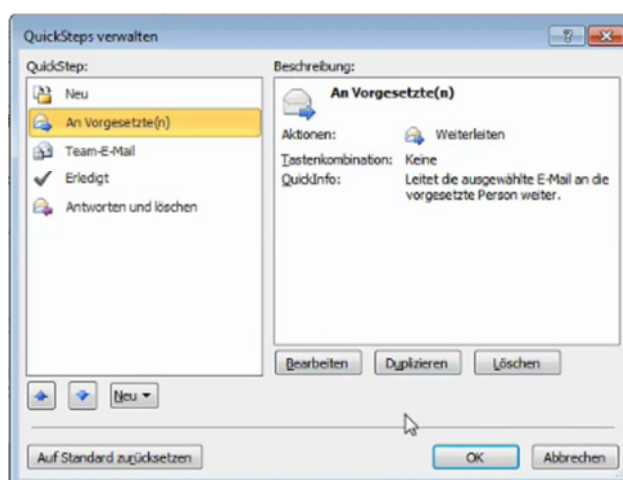 QuickSteps verwalten
QuickStep:
Neu
An Vorgesetzte(n)
Team-E-Mail
Erledigt
Antworten und löschen
Neu
Auf Standard zurücksetzen
Beschreibung:
An Vorgesetzte(n)
Aktionen: Weiterleiten
Tastenkombination: Keine
QuickInfo: Leitet die ausgewählte E-Mail an die
vorgesetzte Person weiter.
Bearbeiten Duplizieren Löschen
OK Abbrechen